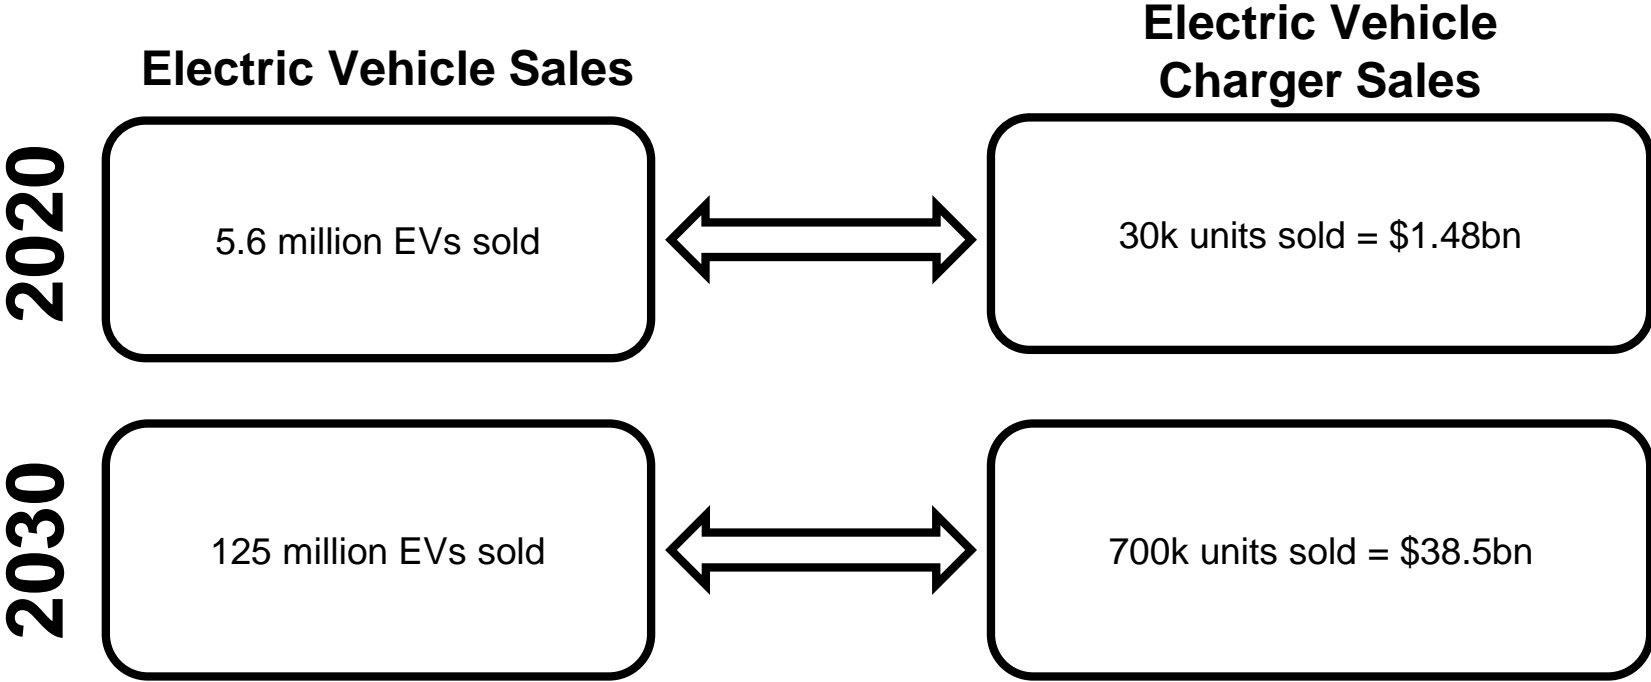 Electric Vehicle Sales
Electric Vehicle
Charger Sales
2020
5.6 million EVs sold
30k units sold = $1.48bn
2030
125 million EVs sold
700k units sold = $38.5bn